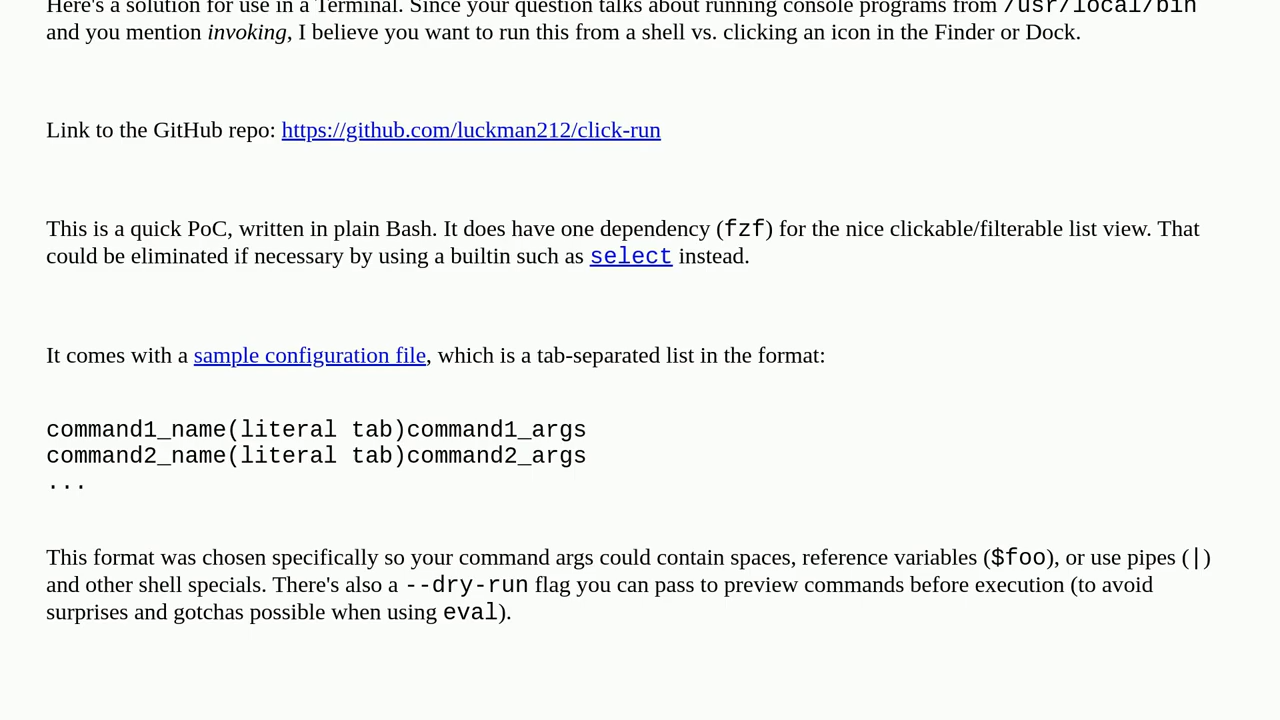 Here's a solution for use in a Terminal. Since your question talks about running console programs from /usr/local/bin
and you mention invoking, I believe you want to run this from a shell vs. clicking an icon in the Finder or Dock.
Link to the GitHub repo: https://github.com/luckman212/click-run
This is a quick PoC, written in plain Bash. It does have one dependency (fzf) for the nice clickable/filterable list view. That
could be eliminated if necessary by using a builtin such as select instead.
It comes with a sample configuration file, which is a tab-separated list in the format:
command1_name(literal tab)command1_args
command2_name(literal tab)command2_args
...
This format was chosen specifically so your command args could contain spaces, reference variables ($foo), or use pipes (|)
and other shell specials. There's also a --dry-run flag you can pass to preview commands before execution (to avoid
surprises and gotchas possible when using eval).